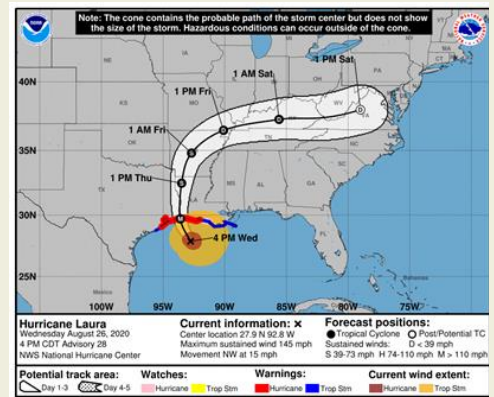 Note: The cone contains the probable path of the storm center but does not show
the size of the storm. Hazardous conditions can occur outside of the cone.
1 PM Sat
1 AM Sat
40N
1 PM Fri
1 AM Fri
35N
1 PM Thu
30N
4 PM Wed
25N
100W 95W 90W 85W 80W 75W
Hurricane Laura
Wednesday August 26, 2020
4 PM CDT Advisory 28
NWS National Hurricane Center
Current information: x
Center location 27.9 N 92.8 W
Maximum sustained wind 145 mph
Movement NW at 15 mph
Forecast positions:
Tropical Cyclone Post/Potential TC
Sustained winds: D < 39 mph
S 39-73 mph H 74-110 mph M > 110 mph
Potential track area:
Day 1-3 Day 4-5
Watches:
Hurricane Trop Stm
Warnings:
Hurricane Trop Stm
Current wind extent:
Hurricane Trop Stm